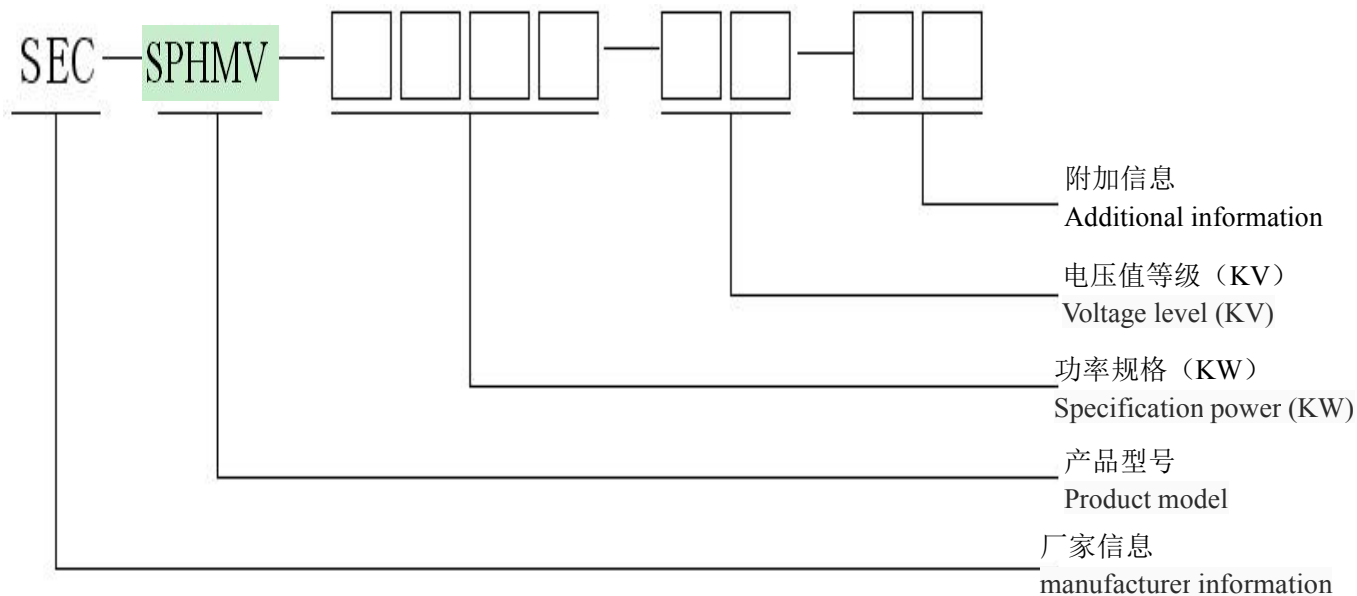 SEC—SPHMV—□□□□—□□—□□
附加信息
Additional information
电压值等级（KV）
Voltage level (KV)
功率规格（KW）
Specification power (KW)
产品型号
Product model
厂家信息
manufacturer information